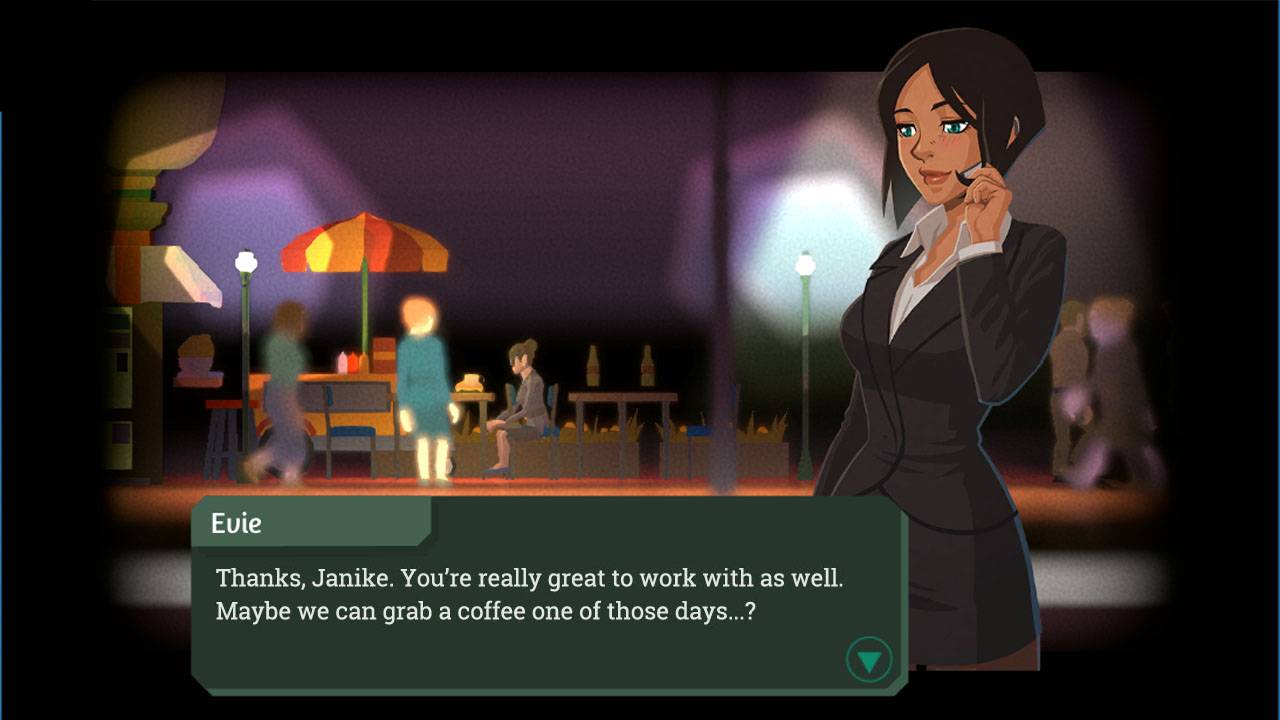 Evie
Thanks, Janike. You’re really great to work with as well.
Maybe we can grab a coffee one of those days...?